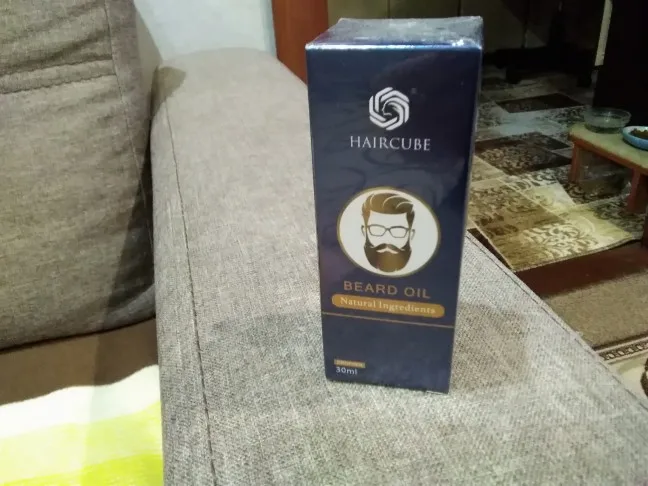 HAIRCUBE
BEARD OIL
Natural Ingredients
30ml